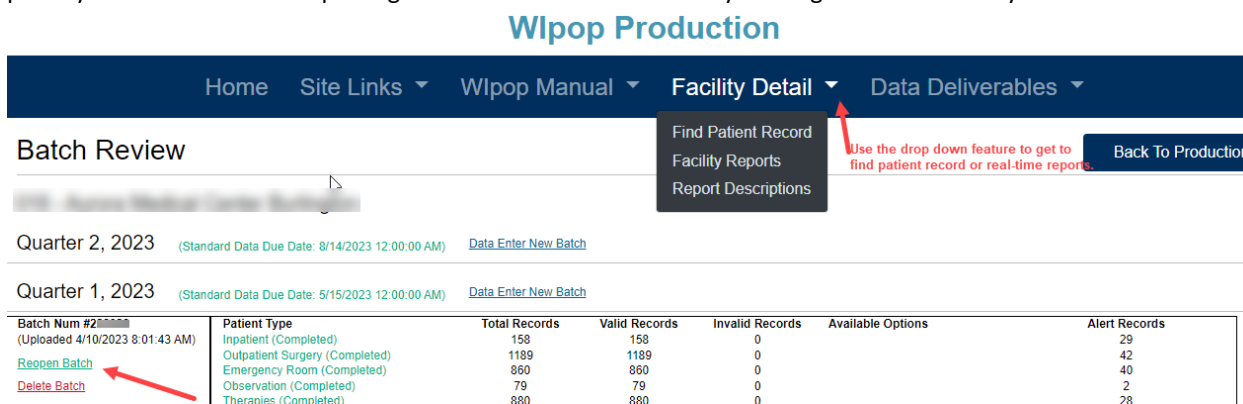 WIpop Production
Home Site Links WIpop Manual Facility Detail Data Deliverables
Find Patient Record
Facility Reports
Report Descriptions
Use the drop down feature to get to
find patient record or real-time reports.
Back To Production
Batch Review
Quarter 2, 2023 (Standard Data Due Date: 8/14/2023 12:00:00 AM) Data Enter New Batch
Quarter 1, 2023 (Standard Data Due Date: 5/15/2023 12:00:00 AM) Data Enter New Batch
Batch Num #2 Patient Type Total Records Valid Records Invalid Records Available Options Alert Records
(Uploaded 4/10/2023 8:01:43 AM) Inpatient (Completed) 158 158 0 29
Outpatient Surgery (Completed) 1189 1189 0 42
Reopen Batch Emergency Room (Completed) 860 860 0 40
Delete Batch Observation (Completed) 79 79 0 2
Therapies (Completed) 880 880 0 28